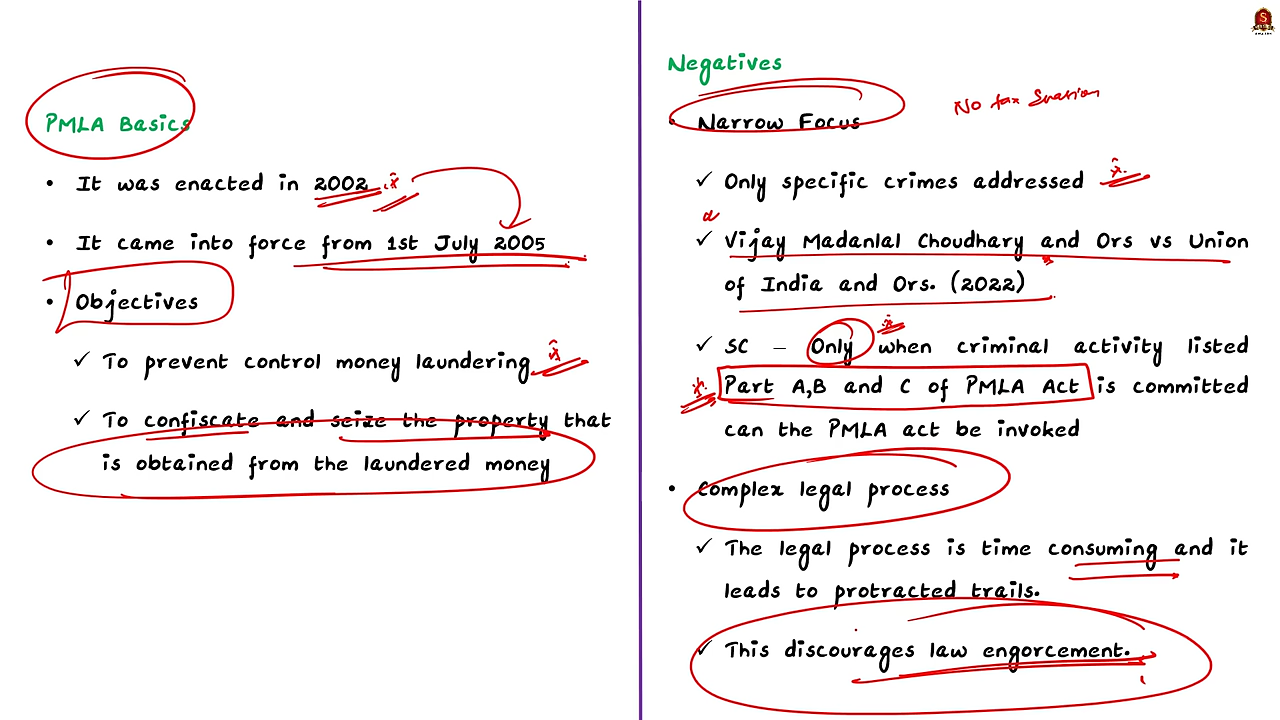 PMLA Basics
• It was enacted in 2002
• It came into force from 1st July 2005
• Objectives
✓ To prevent control money laundering
✓ To confiscate and seize the property that
is obtained from the laundered money
Negatives
No tax
• Narrow Focus
✓ Only specific crimes addressed
✓ Vijay Madanlal Choudhary and Ors vs Union
of India and Ors. (2022)
✓ SC – Only when criminal activity listed
Part A,B and C of PMLA Act is committed
can the PMLA act be invoked
• Complex legal process
✓ The legal process is time consuming and it
leads to protracted trails.
✓ This discourages law engorcement.